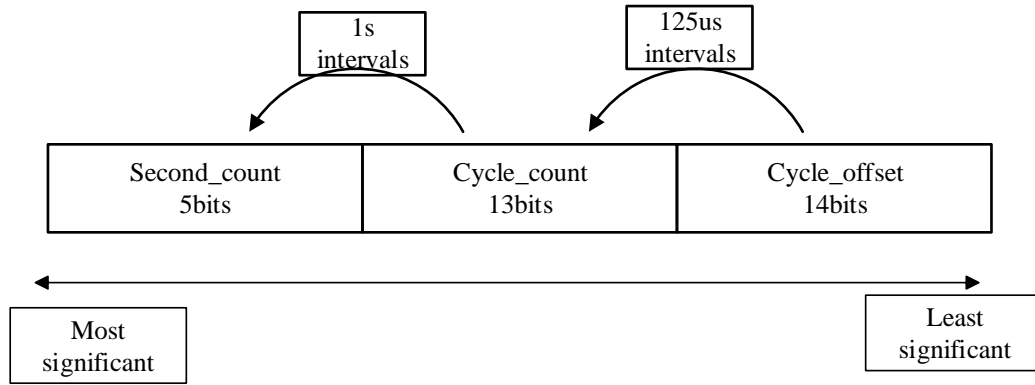 1s
intervals
125us
intervals
Second_count
5bits
Cycle_count
13bits
Cycle_offset
14bits
Most
significant
Least
significant